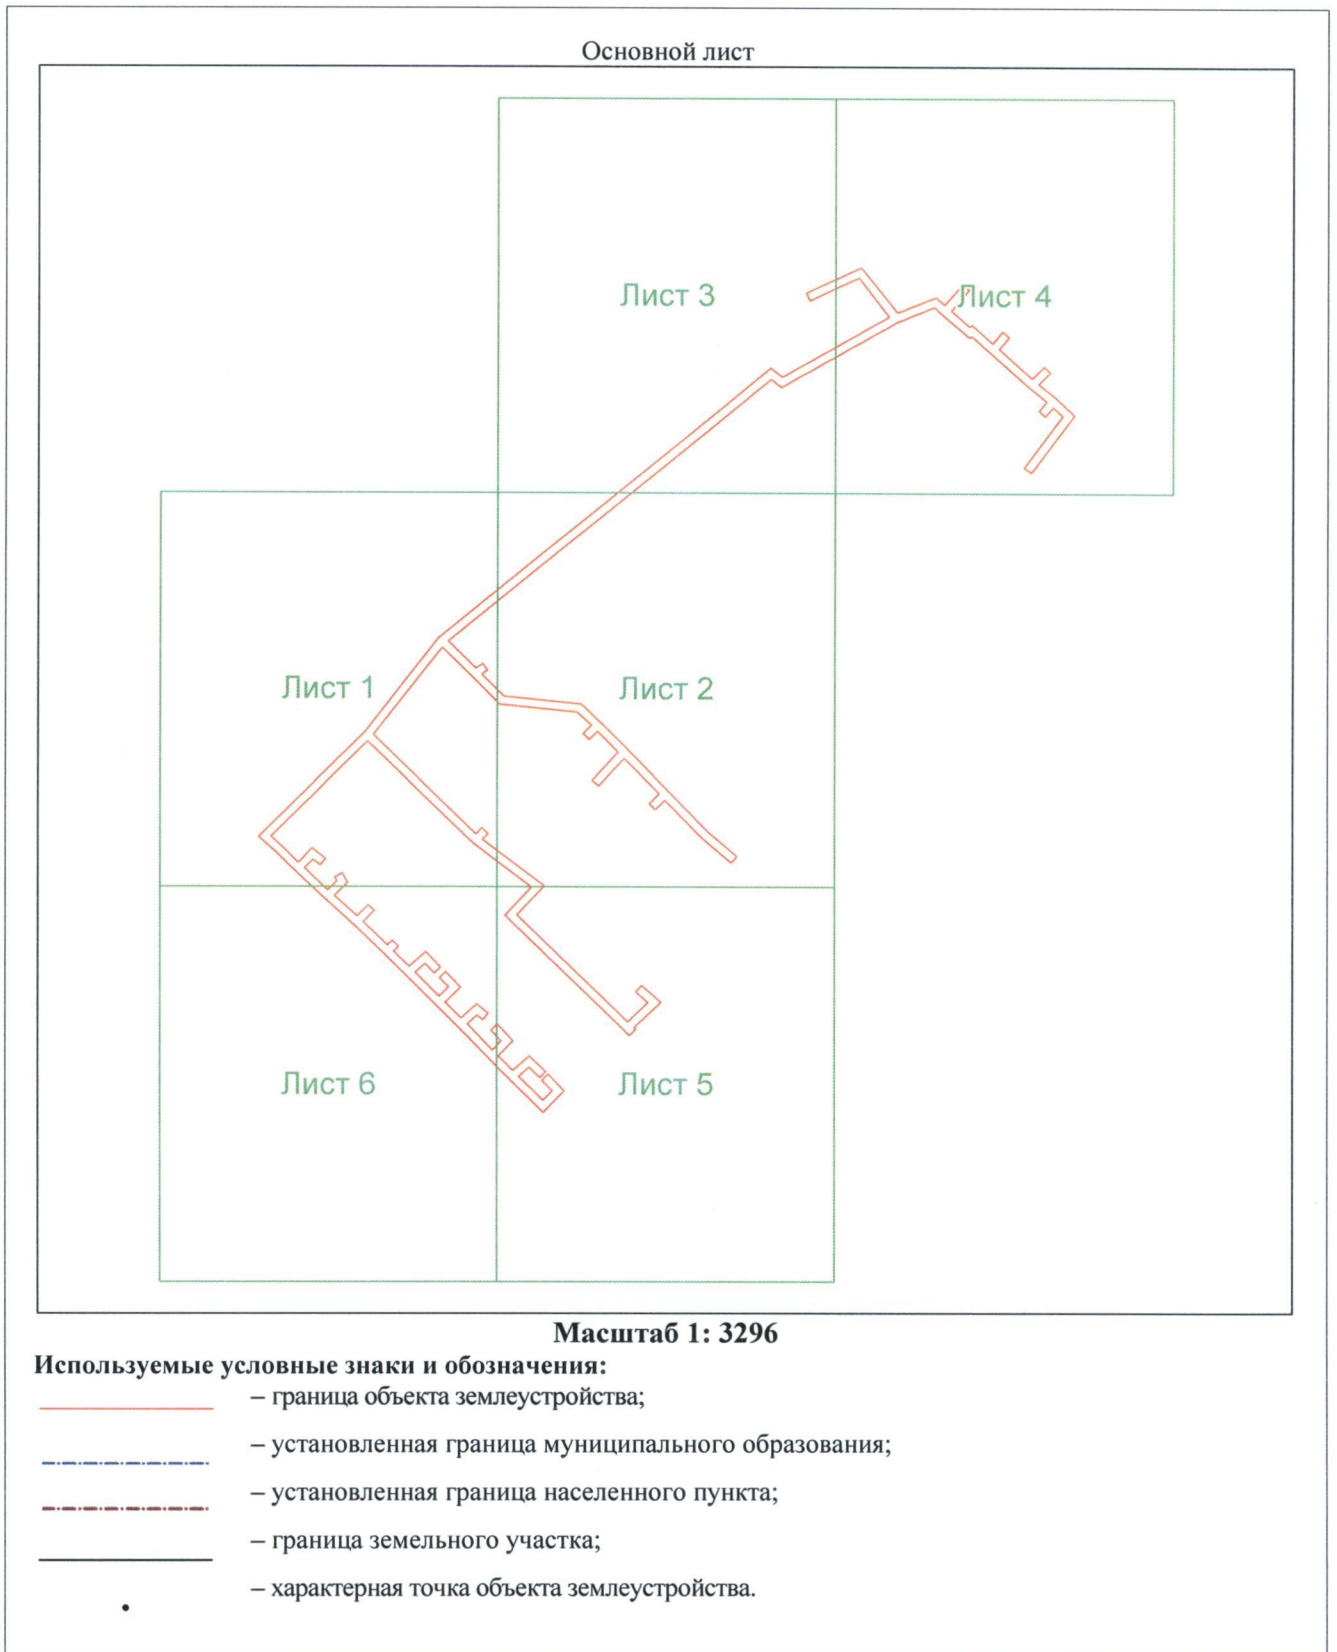 Основной лист
Лист 3
Лист 4
Лист 1
Лист 2
Лист 6
Лист 5
Масштаб 1: 3296
Используемые условные знаки и обозначения:
– граница объекта землеустройства;
– установленная граница муниципального образования;
– установленная граница населенного пункта;
– граница земельного участка;
– характерная точка объекта землеустройства.